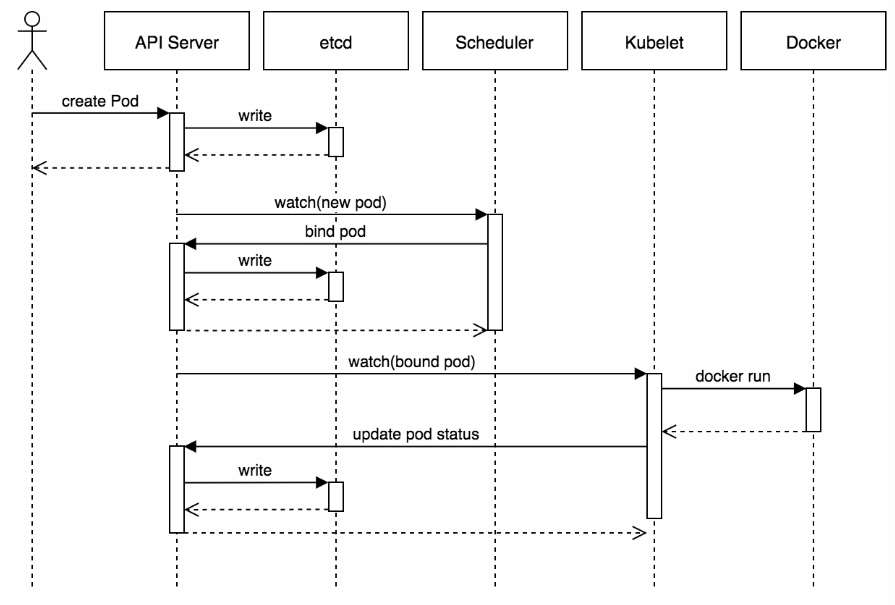 API Server
etcd
Scheduler
Kubelet
Docker
create Pod
write
watch(new pod)
bind pod
write
watch(bound pod)
docker run
update pod status
write